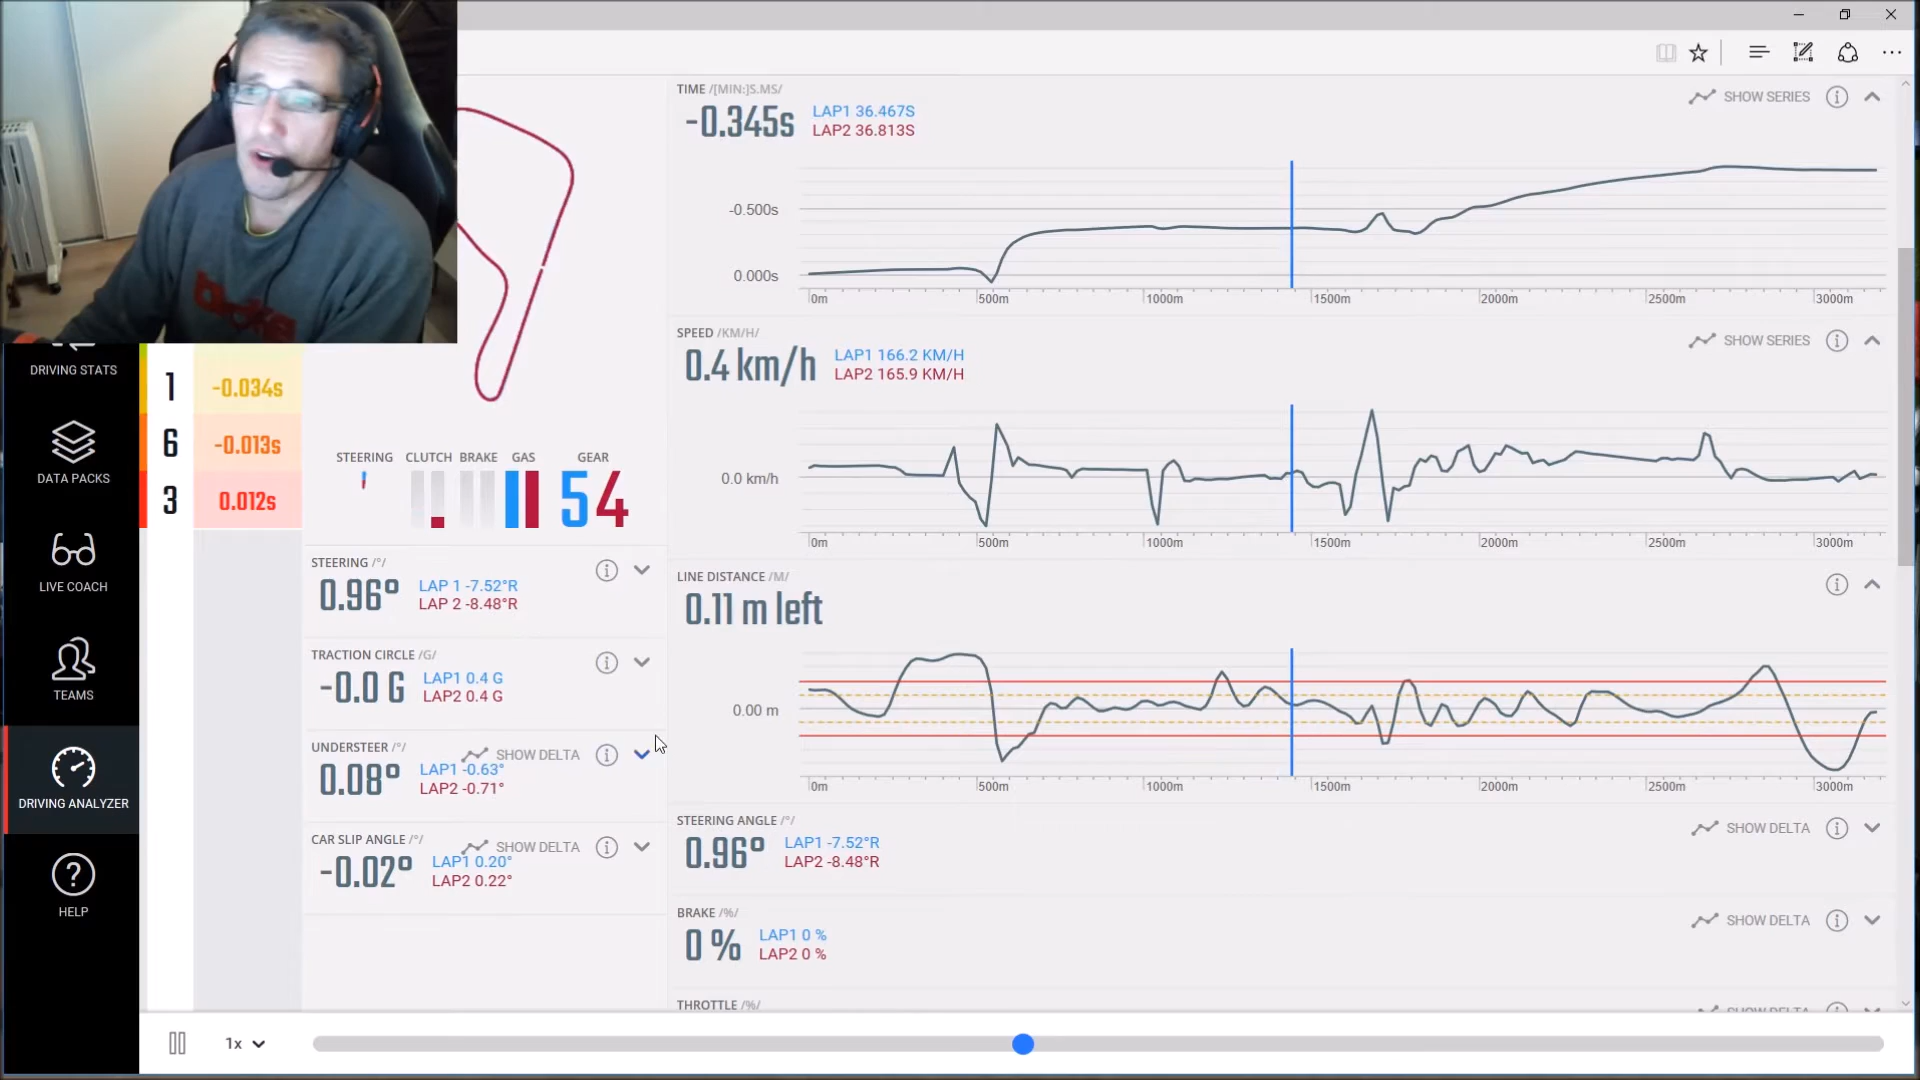 TIME /[MIN:]S.MS/
-0.345s
LAP1 36.467S
LAP2 36.813S
SHOW SERIES
-0.500s
0.000s
0m 500m 1000m 1500m 2000m 2500m 3000m
SPEED /KM/H/
0.4 km/h
LAP1 166.2 KM/H
LAP2 165.9 KM/H
SHOW SERIES
0.0 km/h
0m 500m 1000m 1500m 2000m 2500m 3000m
LINE DISTANCE /M/
0.11 m left
0.00 m
0m 500m 1000m 1500m 2000m 2500m 3000m
STEERING ANGLE /°/
0.96°
LAP1 -7.52°R
LAP2 -8.48°R
SHOW DELTA
BRAKE /%/
0 %
LAP1 0 %
LAP2 0 %
SHOW DELTA
THROTTLE /%/
DRIVING STATS
DATA PACKS
LIVE COACH
TEAMS
DRIVING ANALYZER
HELP
1 -0.034s
6 -0.013s
3 0.012s
STEERING CLUTCH BRAKE GAS GEAR
5 4
STEERING /°/
0.96°
LAP 1 -7.52°R
LAP 2 -8.48°R
TRACTION CIRCLE /G/
-0.0 G
LAP1 0.4 G
LAP2 0.4 G
UNDERSTEER /°/
SHOW DELTA
0.08°
LAP1 -0.63°
LAP2 -0.71°
CAR SLIP ANGLE /°/
SHOW DELTA
-0.02°
LAP1 0.20°
LAP2 0.22°
1x